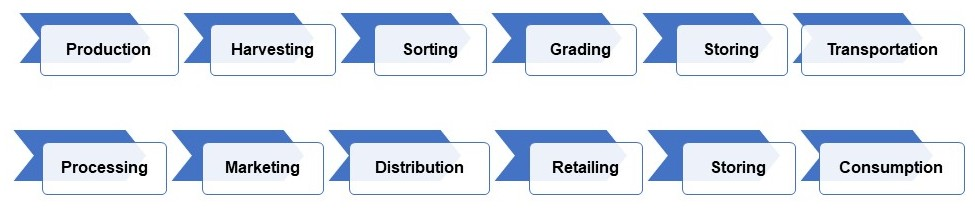 Production Harvesting Sorting Grading Storing Transportation
Processing Marketing Distribution Retailing Storing Consumption